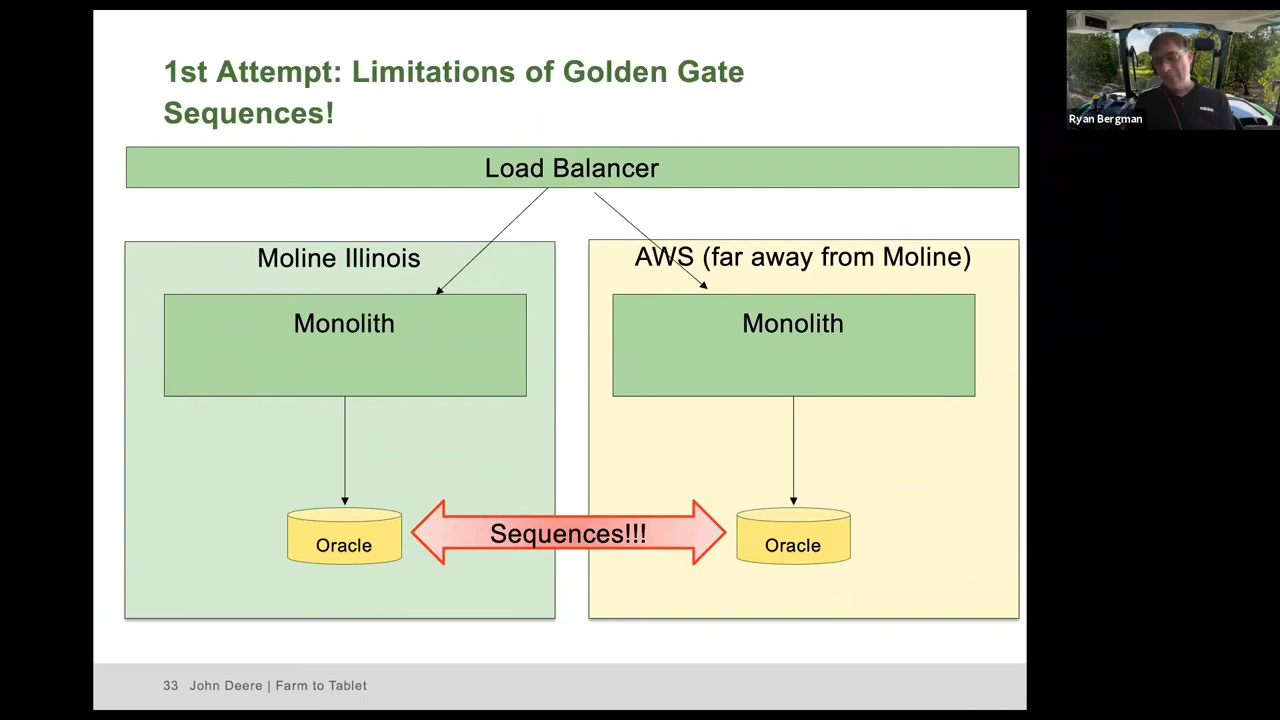 1st Attempt: Limitations of Golden Gate
Sequences!
Load Balancer
Moline Illinois
AWS (far away from Moline)
Monolith
Monolith
Oracle
Sequences!!!
Oracle
33 John Deere | Farm to Tablet
Ryan Bergman